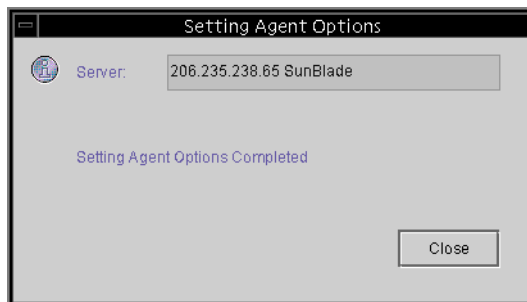 Setting Agent Options
Server: 206.235.238.65 SunBlade
Setting Agent Options Completed
Close